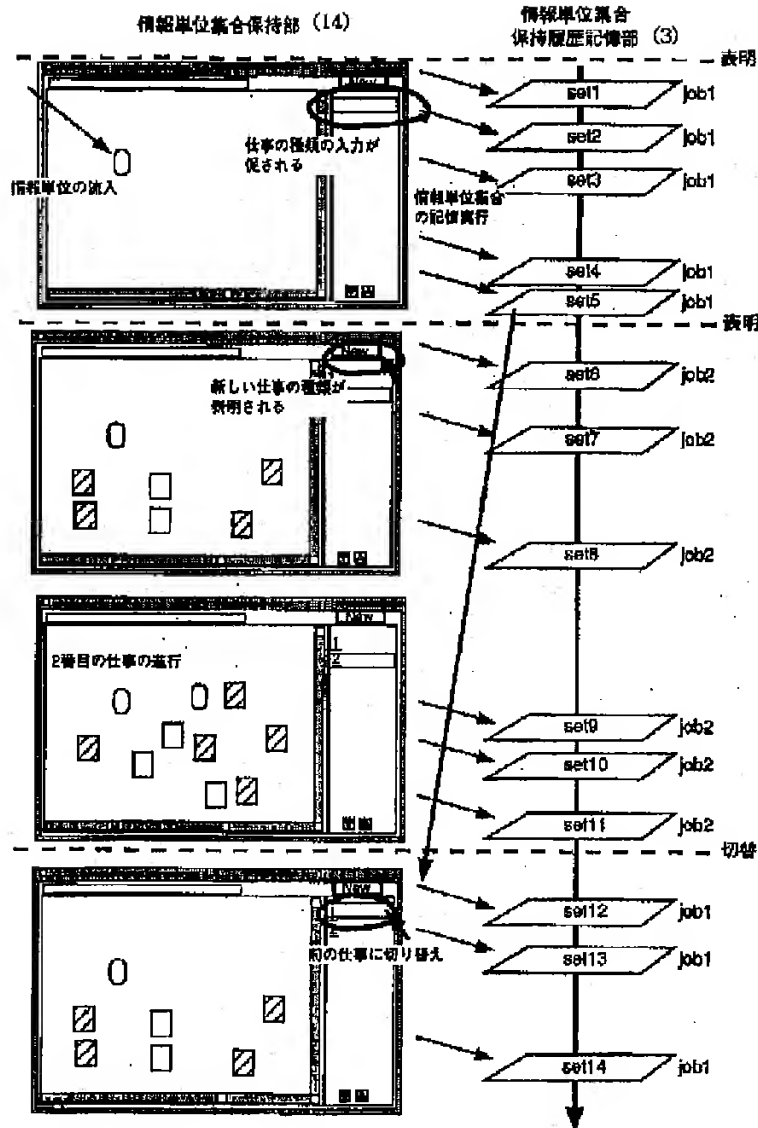 情報単位集合保持部 (14)
情報単位集合
保持履歴記憶部 (3)
表明
New
仕事の種類の入力が
促される
情報単位の流入
情報単位集合
の記憶実行
set1 job1
set2 job1
set3 job1
set4 job1
set5 job1
表明
New
新しい仕事の種類が
表明される
set6 job2
set7 job2
set8 job2
New
2番目の仕事の進行
1
2
set9 job2
set10 job2
set11 job2
切替
New
前の仕事に切り替え
set12 job1
set13 job1
set14 job1